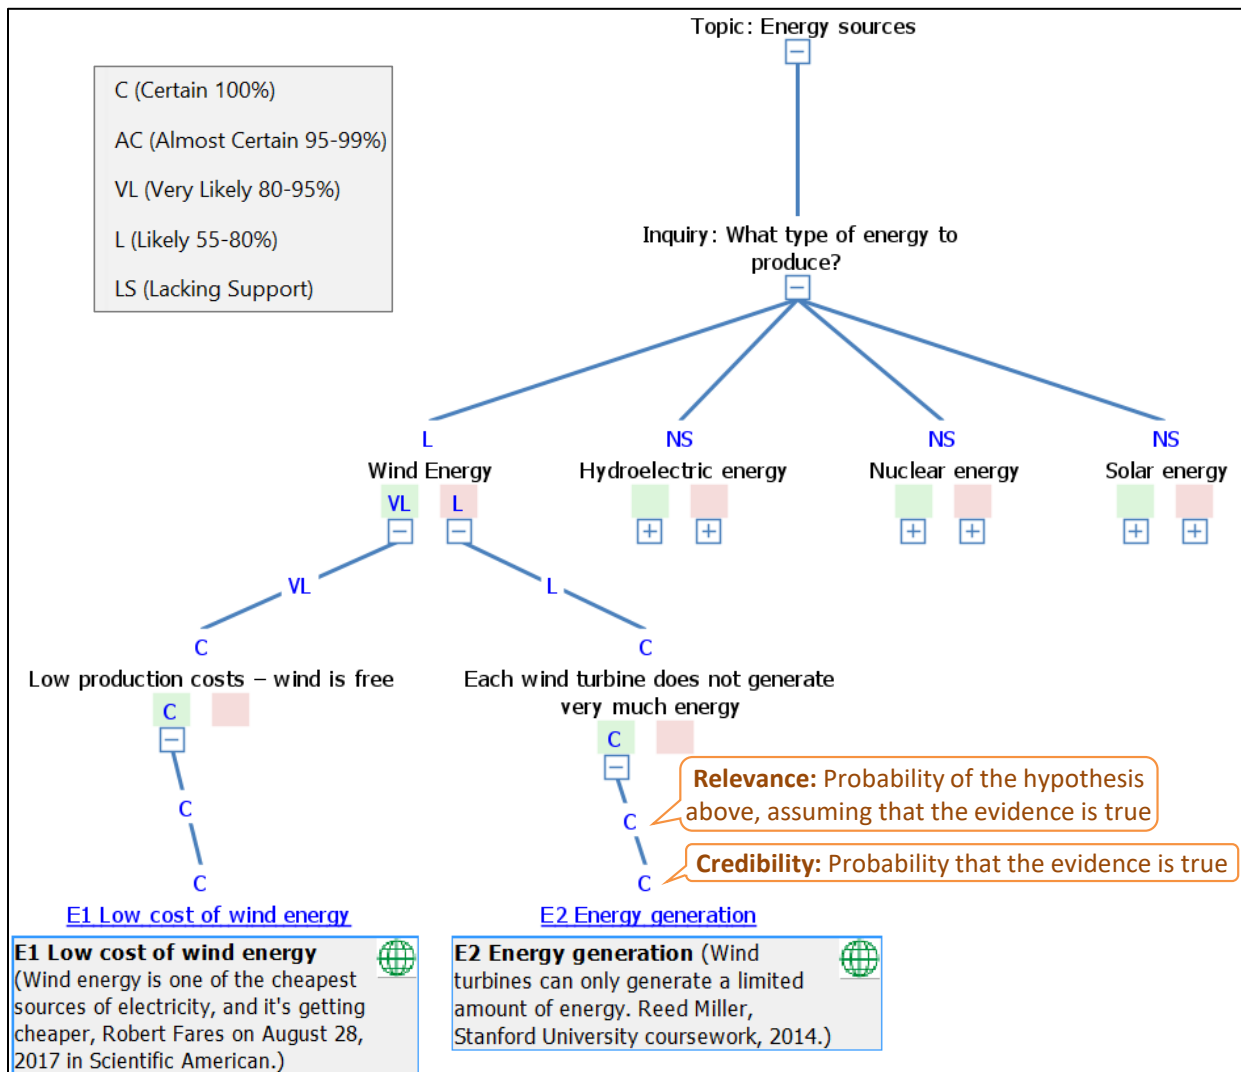 Topic: Energy sources
C (Certain 100%)
AC (Almost Certain 95-99%)
VL (Very Likely 80-95%)
L (Likely 55-80%)
LS (Lacking Support)
Inquiry: What type of energy to
produce?
L
NS
NS
NS
Wind Energy
Hydroelectric energy
Nuclear energy
Solar energy
VL
L
VL
L
C
C
Low production costs – wind is free
Each wind turbine does not generate
very much energy
C
C
Relevance: Probability of the hypothesis
above, assuming that the evidence is true
C
C
Credibility: Probability that the evidence is true
C
C
E1 Low cost of wind energy
E2 Energy generation
E1 Low cost of wind energy
(Wind energy is one of the cheapest
sources of electricity, and it's getting
cheaper, Robert Fares on August 28,
2017 in Scientific American.)
E2 Energy generation (Wind
turbines can only generate a limited
amount of energy. Reed Miller,
Stanford University coursework, 2014.)